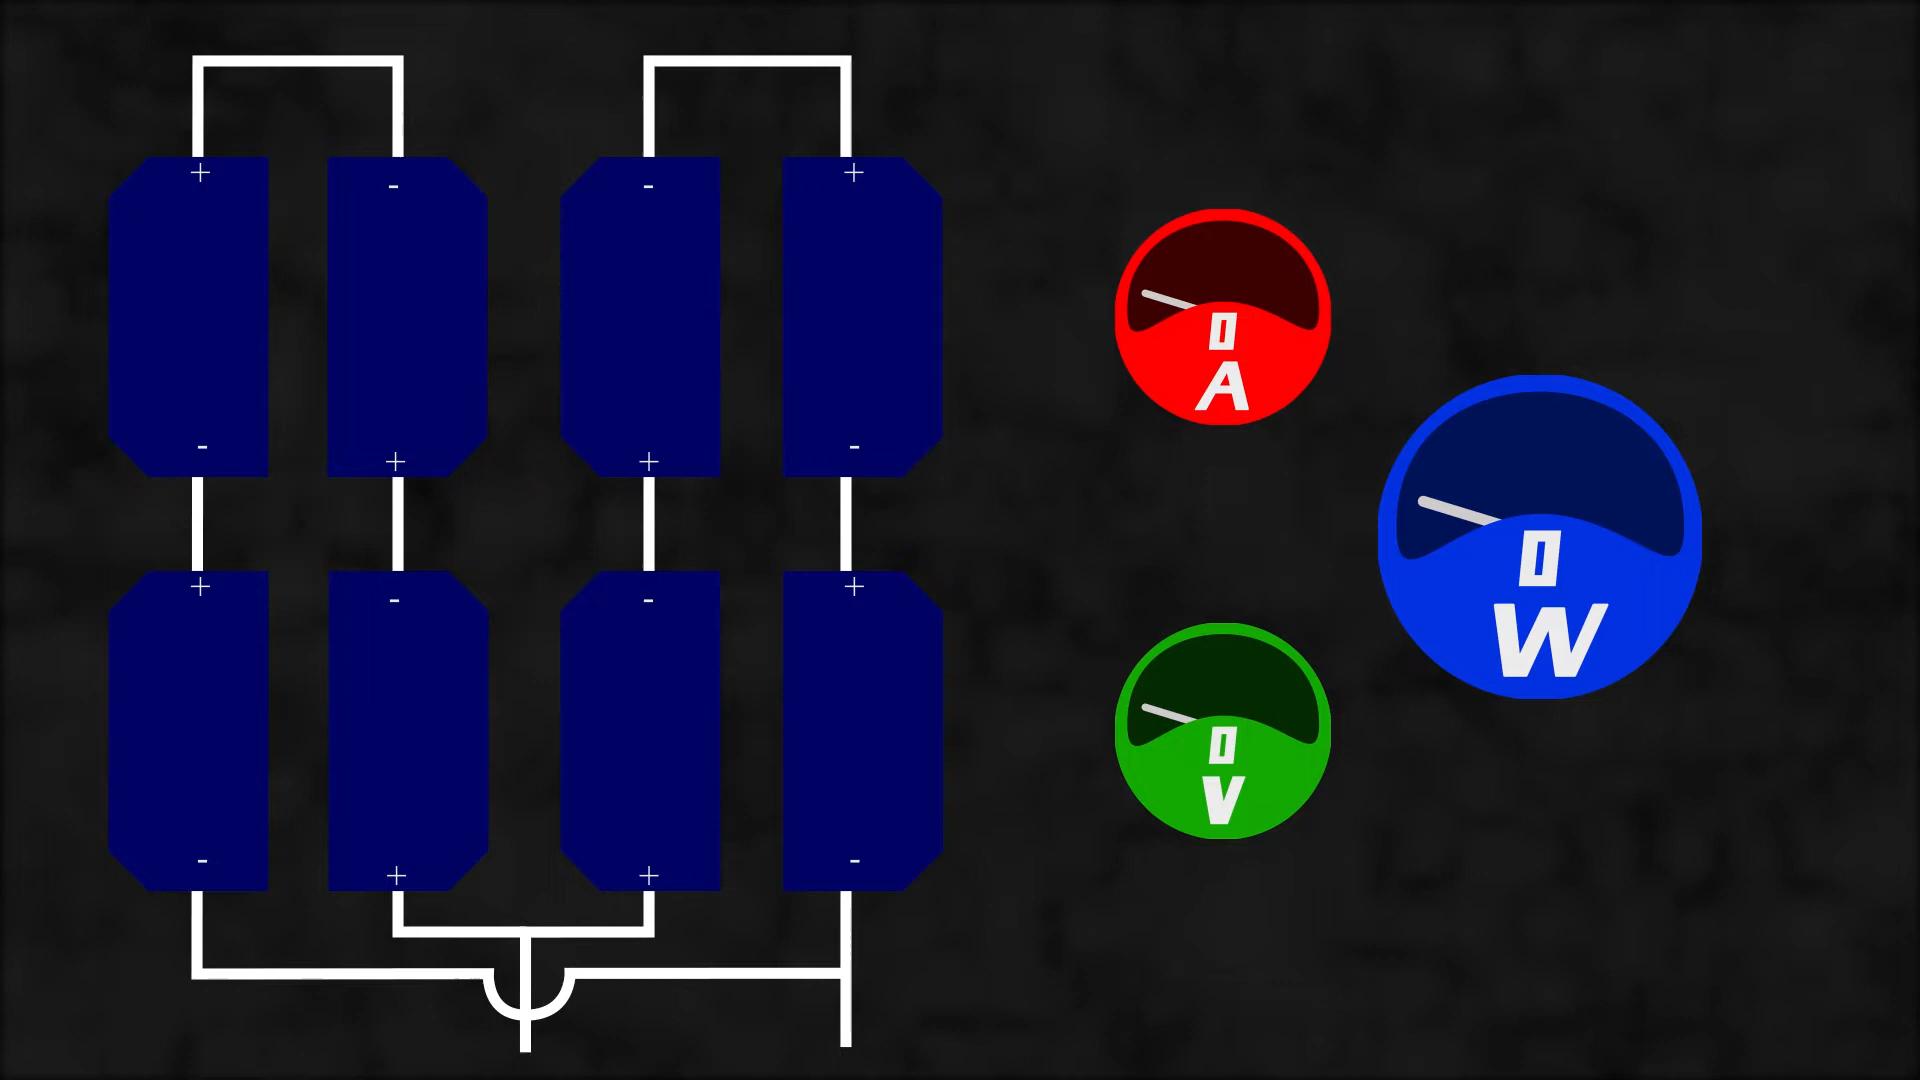 + - - +
- + + -
+ - - +
- + + -
0
A
0
W
0
V